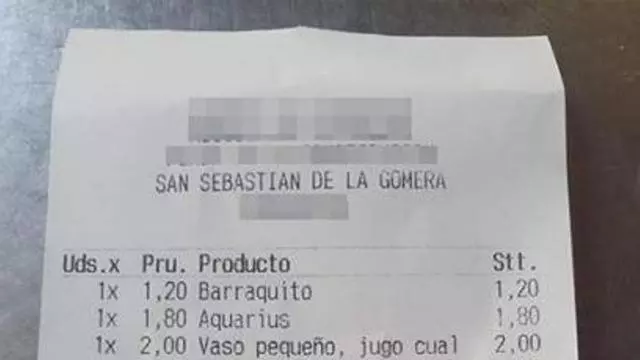 SAN SEBASTIAN DE LA GOMERA
Uds.x Pru. Producto Stt.
1x 1,20 Barraquito 1,20
1x 1,80 Aquarius 1,80
1x 2,00 Vaso pequeño, jugo cual 2,00